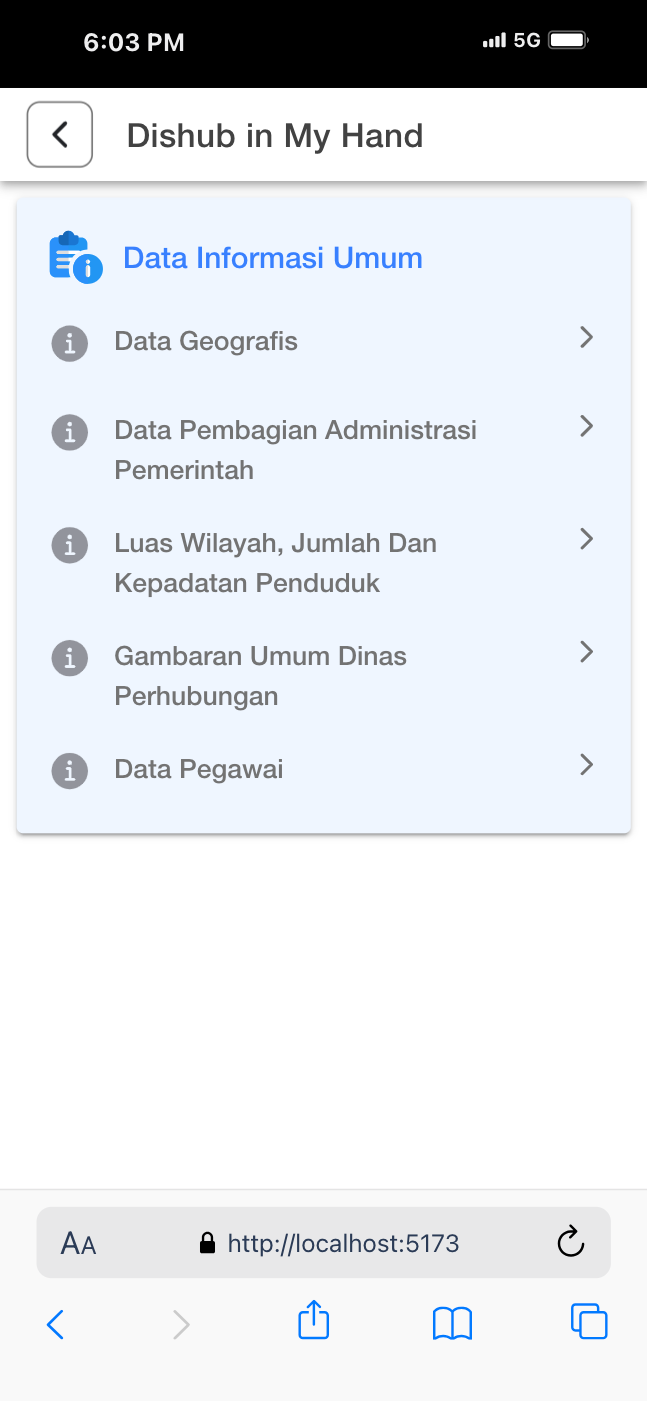 6:03 PM
5G
Dishub in My Hand
Data Informasi Umum
Data Geografis
Data Pembagian Administrasi
Pemerintah
Luas Wilayah, Jumlah Dan
Kepadatan Penduduk
Gambaran Umum Dinas
Perhubungan
Data Pegawai
AA
http://localhost:5173